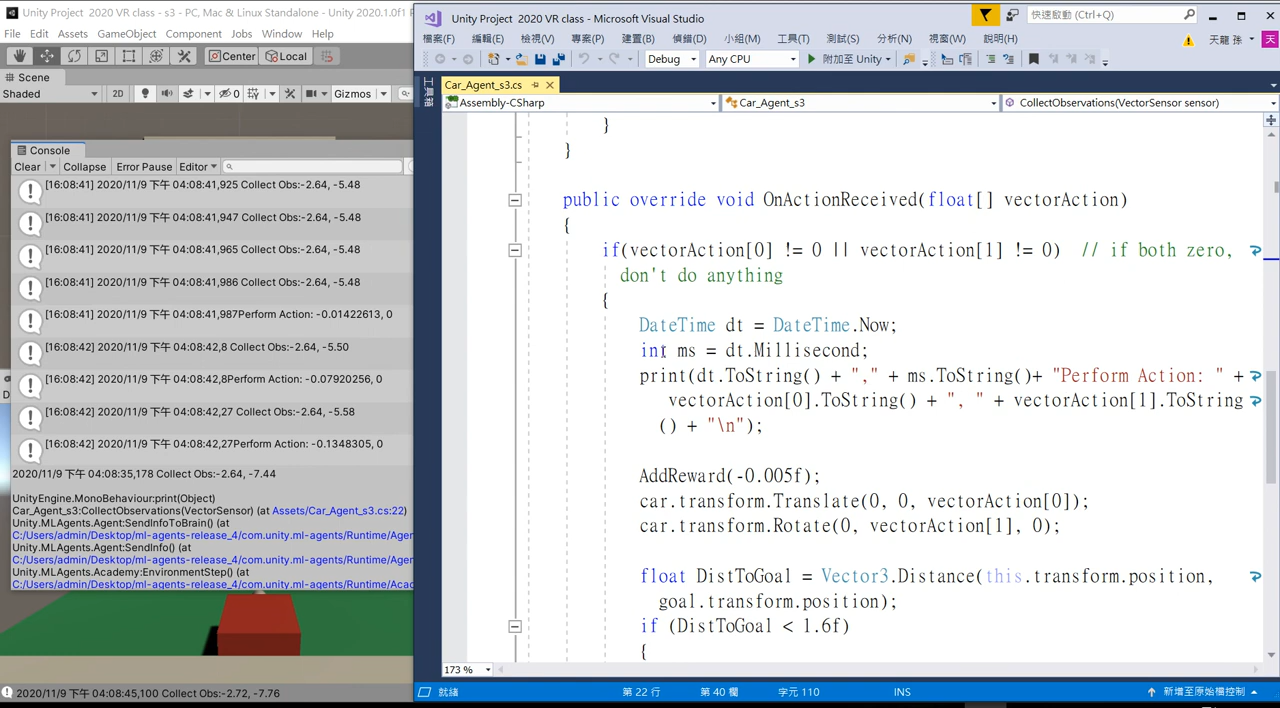 2020 VR class - s3 - PC, Mac & Linux Standalone - Unity 2020.1.0f1
File Edit Assets GameObject Component Jobs Window Help
Center Local
Scene
Shaded 2D 0 Gizmos
Console
Clear Collapse Error Pause Editor
[16:08:41] 2020/11/9 下午 04:08:41,925 Collect Obs:-2.64, -5.48
[16:08:41] 2020/11/9 下午 04:08:41,947 Collect Obs:-2.64, -5.48
[16:08:41] 2020/11/9 下午 04:08:41,965 Collect Obs:-2.64, -5.48
[16:08:41] 2020/11/9 下午 04:08:41,986 Collect Obs:-2.64, -5.48
[16:08:41] 2020/11/9 下午 04:08:41,987Perform Action: -0.01422613, 0
[16:08:42] 2020/11/9 下午 04:08:42,8 Collect Obs:-2.64, -5.50
[16:08:42] 2020/11/9 下午 04:08:42,8Perform Action: -0.07920256, 0
[16:08:42] 2020/11/9 下午 04:08:42,27 Collect Obs:-2.64, -5.58
[16:08:42] 2020/11/9 下午 04:08:42,27Perform Action: -0.1348305, 0
2020/11/9 下午 04:08:35,178 Collect Obs:-2.64, -7.44
UnityEngine.MonoBehaviour:print(Object)
Car_Agent_s3:CollectObservations(VectorSensor) (at Assets/Car_Agent_s3.cs:22)
Unity.MLAgents.Agent:SendInfoToBrain() (at
C:/Users/admin/Desktop/ml-agents-release_4/com.unity.ml-agents/Runtime/Agen
Unity.MLAgents.Agent:SendInfo() (at
C:/Users/admin/Desktop/ml-agents-release_4/com.unity.ml-agents/Runtime/Agen
Unity.MLAgents.Academy:EnvironmentStep() (at
C:/Users/admin/Desktop/ml-agents-release_4/com.unity.ml-agents/Runtime/Acad
2020/11/9 下午 04:08:45,100 Collect Obs:-2.72, -7.76
Unity Project 2020 VR class - Microsoft Visual Studio
快速啟動 (Ctrl+Q)
檔案(F) 編輯(E) 檢視(V) 專案(P) 建置(B) 偵錯(D) 小組(M) 工具(T) 測試(S) 分析(N) 視窗(W) 說明(H)
天龍 孫 天
Debug Any CPU 附加至 Unity
工具箱
Car_Agent_s3.cs
Assembly-CSharp Car_Agent_s3 CollectObservations(VectorSensor sensor)
}
}
public override void OnActionReceived(float[] vectorAction)
{
if(vectorAction[0] != 0 || vectorAction[1] != 0) // if both zero,
don't do anything
{
DateTime dt = DateTime.Now;
int ms = dt.Millisecond;
print(dt.ToString() + "," + ms.ToString()+ "Perform Action: " +
vectorAction[0].ToString() + ", " + vectorAction[1].ToString
() + "\n");
AddReward(-0.005f);
car.transform.Translate(0, 0, vectorAction[0]);
car.transform.Rotate(0, vectorAction[1], 0);
float DistToGoal = Vector3.Distance(this.transform.position,
goal.transform.position);
if (DistToGoal < 1.6f)
{
173 %
就緒 第 22 行 第 40 欄 字元 110 INS 新增至原始檔控制